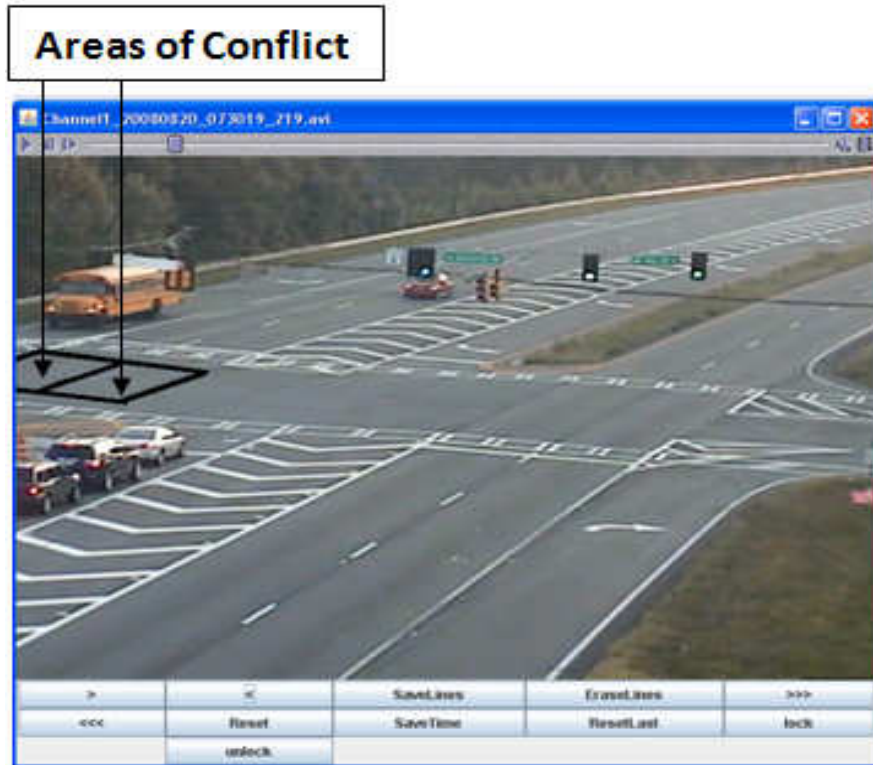 Areas of Conflict
Channel1_20080820_073019_219.avi
> < SaveLines EraseLines >>>
<<< Reset SaveTime ResetLast lock
unlock